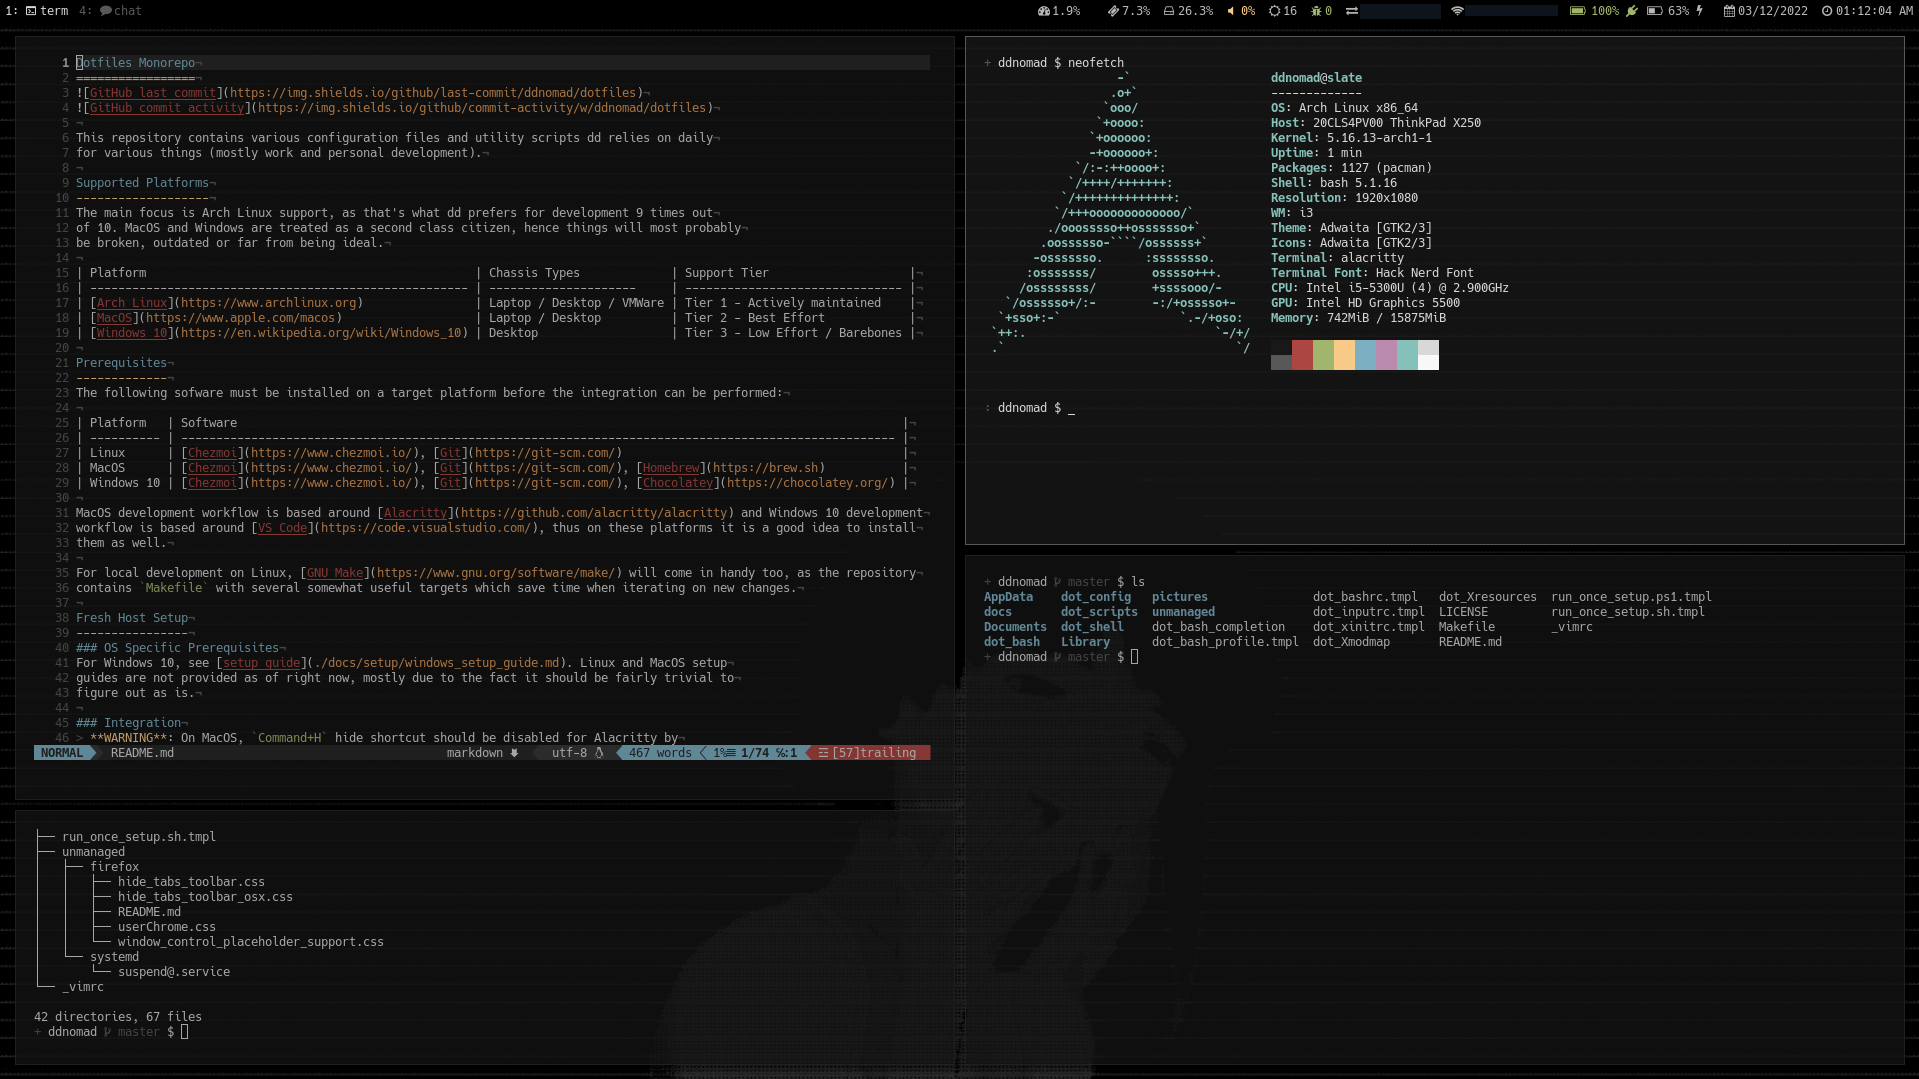 1: term 4: chat 1.9% 7.3% 26.3% 0% 16 0 100% 63% 03/12/2022 01:12:04 AM
1 Dotfiles Monorepo¬
2 =================¬
3 ![GitHub last commit](https://img.shields.io/github/last-commit/ddnomad/dotfiles)¬
4 ![GitHub commit activity](https://img.shields.io/github/commit-activity/w/ddnomad/dotfiles)¬
5 ¬
6 This repository contains various configuration files and utility scripts dd relies on daily¬
7 for various things (mostly work and personal development).¬
8 ¬
9 Supported Platforms¬
10 -------------------¬
11 The main focus is Arch Linux support, as that's what dd prefers for development 9 times out¬
12 of 10. MacOS and Windows are treated as a second class citizen, hence things will most probably¬
13 be broken, outdated or far from being ideal.¬
14 ¬
15 | Platform | Chassis Types | Support Tier |¬
16 | ------------------------------------------------------ | --------------------- | ------------------------------- |¬
17 | [Arch Linux](https://www.archlinux.org) | Laptop / Desktop / VMWare | Tier 1 - Actively maintained |¬
18 | [MacOS](https://www.apple.com/macos) | Laptop / Desktop | Tier 2 - Best Effort |¬
19 | [Windows 10](https://en.wikipedia.org/wiki/Windows_10) | Desktop | Tier 3 - Low Effort / Barebones |¬
20 ¬
21 Prerequisites¬
22 -------------¬
23 The following sofware must be installed on a target platform before the integration can be performed:¬
24 ¬
25 | Platform | Software |¬
26 | ---------- | ------------------------------------------------------------------------------------------------------ |¬
27 | Linux | [Chezmoi](https://www.chezmoi.io/), [Git](https://git-scm.com/) |¬
28 | MacOS | [Chezmoi](https://www.chezmoi.io/), [Git](https://git-scm.com/), [Homebrew](https://brew.sh) |¬
29 | Windows 10 | [Chezmoi](https://www.chezmoi.io/), [Git](https://git-scm.com/), [Chocolatey](https://chocolatey.org/) |¬
30 ¬
31 MacOS development workflow is based around [Alacritty](https://github.com/alacritty/alacritty) and Windows 10 development¬
32 workflow is based around [VS Code](https://code.visualstudio.com/), thus on these platforms it is a good idea to install¬
33 them as well.¬
34 ¬
35 For local development on Linux, [GNU Make](https://www.gnu.org/software/make/) will come in handy too, as the repository¬
36 contains `Makefile` with several somewhat useful targets which save time when iterating on new changes.¬
37 ¬
38 Fresh Host Setup¬
39 ----------------¬
40 ### OS Specific Prerequisites¬
41 For Windows 10, see [setup guide](./docs/setup/windows_setup_guide.md). Linux and MacOS setup¬
42 guides are not provided as of right now, mostly due to the fact it should be fairly trivial to¬
43 figure out as is.¬
44 ¬
45 ### Integration¬
46 > **WARNING**: On MacOS, `Command+H` hide shortcut should be disabled for Alacritty by¬
NORMAL README.md markdown utf-8 467 words 1% 1/74 ℅:1 [57]trailing
├── run_once_setup.sh.tmpl
├── unmanaged
│   ├── firefox
│   │   ├── hide_tabs_toolbar.css
│   │   ├── hide_tabs_toolbar_osx.css
│   │   ├── README.md
│   │   ├── userChrome.css
│   │   └── window_control_placeholder_support.css
│   └── systemd
│       └── suspend@.service
└── _vimrc
42 directories, 67 files
+ ddnomad master $
+ ddnomad $ neofetch
-`
.o+`
`ooo/
`+oooo:
`+oooooo:
-+oooooo+:
`/:-:++oooo+:
`/++++/+++++++:
`/++++++++++++++:
`/+++ooooooooooooo/`
./ooosssso++osssssso+`
.oossssso-````/ossssss+`
-osssssso. :ssssssso.
:osssssss/ osssso+++.
/ossssssss/ +ssssooo/-
`/ossssso+/:- -:/+osssso+-
`+sso+:-` `.-/+oso:
`++:. `-/+/
.` `/
ddnomad@slate
-------------
OS: Arch Linux x86_64
Host: 20CLS4PV00 ThinkPad X250
Kernel: 5.16.13-arch1-1
Uptime: 1 min
Packages: 1127 (pacman)
Shell: bash 5.1.16
Resolution: 1920x1080
WM: i3
Theme: Adwaita [GTK2/3]
Icons: Adwaita [GTK2/3]
Terminal: alacritty
Terminal Font: Hack Nerd Font
CPU: Intel i5-5300U (4) @ 2.900GHz
GPU: Intel HD Graphics 5500
Memory: 742MiB / 15875MiB
: ddnomad $ _
+ ddnomad master $ ls
AppData dot_config pictures dot_bashrc.tmpl dot_Xresources run_once_setup.ps1.tmpl
docs dot_scripts unmanaged dot_inputrc.tmpl LICENSE run_once_setup.sh.tmpl
Documents dot_shell dot_bash_completion dot_xinitrc.tmpl Makefile _vimrc
dot_bash Library dot_bash_profile.tmpl dot_Xmodmap README.md
+ ddnomad master $